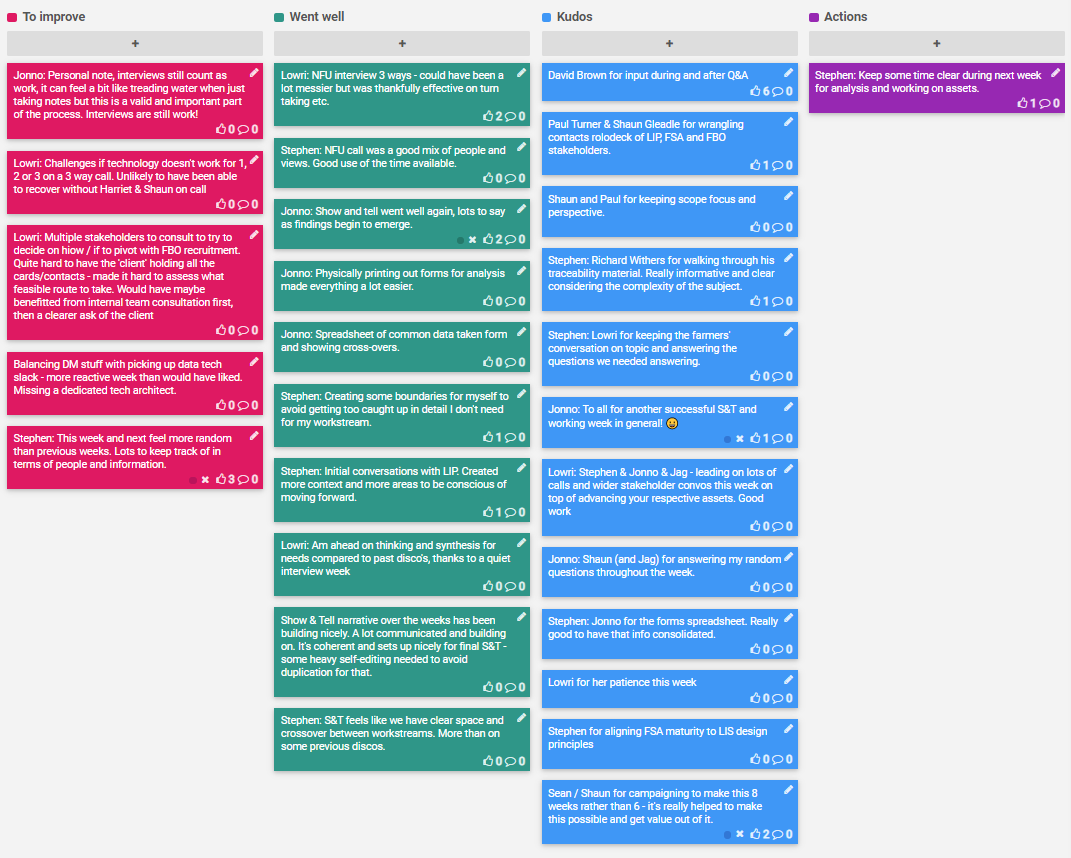 To improve
+
Jonno: Personal note, interviews still count as
work, it can feel a bit like treading water when just
taking notes but this is a valid and important part
of the process. Interviews are still work!
0 0
Lowri: Challenges if technology doesn't work for 1,
2 or 3 on a 3 way call. Unlikely to have been able
to recover without Harriet & Shaun on call
0 0
Lowri: Multiple stakeholders to consult to try to
decide on hiow / if to pivot with FBO recruitment.
Quite hard to have the 'client' holding all the
cards/contacts - made it hard to assess what
feasible route to take. Would have maybe
benefitted from internal team consultation first,
then a clearer ask of the client
0 0
Balancing DM stuff with picking up data tech
slack - more reactive week than would have liked.
Missing a dedicated tech architect.
0 0
Stephen: This week and next feel more random
than previous weeks. Lots to keep track of in
terms of people and information.
3 0
Went well
+
Lowri: NFU interview 3 ways - could have been a
lot messier but was thankfully effective on turn
taking etc.
2 0
Stephen: NFU call was a good mix of people and
views. Good use of the time available.
0 0
Jonno: Show and tell went well again, lots to say
as findings begin to emerge.
2 0
Jonno: Physically printing out forms for analysis
made everything a lot easier.
0 0
Jonno: Spreadsheet of common data taken form
and showing cross-overs.
0 0
Stephen: Creating some boundaries for myself to
avoid getting too caught up in detail I don't need
for my workstream.
1 0
Stephen: Initial conversations with LIP. Created
more context and more areas to be conscious of
moving forward.
1 0
Lowri: Am ahead on thinking and synthesis for
needs compared to past disco's, thanks to a quiet
interview week
0 0
Show & Tell narrative over the weeks has been
building nicely. A lot communicated and building
on. It's coherent and sets up nicely for final S&T -
some heavy self-editing needed to avoid
duplication for that.
0 0
Stephen: S&T feels like we have clear space and
crossover between workstreams. More than on
some previous discos.
0 0
Kudos
+
David Brown for input during and after Q&A
6 0
Paul Turner & Shaun Gleadle for wrangling
contacts rolodeck of LIP, FSA and FBO
stakeholders.
1 0
Shaun and Paul for keeping scope focus and
perspective.
0 0
Stephen: Richard Withers for walking through his
traceability material. Really informative and clear
considering the complexity of the subject.
1 0
Stephen: Lowri for keeping the farmers'
conversation on topic and answering the
questions we needed answering.
0 0
Jonno: To all for another successful S&T and
working week in general! 😀
1 0
Lowri: Stephen & Jonno & Jag - leading on lots of
calls and wider stakeholder convos this week on
top of advancing your respective assets. Good
work
0 0
Jonno: Shaun (and Jag) for answering my random
questions throughout the week.
0 0
Stephen: Jonno for the forms spreadsheet. Really
good to have that info consolidated.
0 0
Lowri for her patience this week
0 0
Stephen for aligning FSA maturity to LIS design
principles
0 0
Sean / Shaun for campaigning to make this 8
weeks rather than 6 - it's really helped to make
this possible and get value out of it.
2 0
Actions
+
Stephen: Keep some time clear during next week
for analysis and working on assets.
1 0